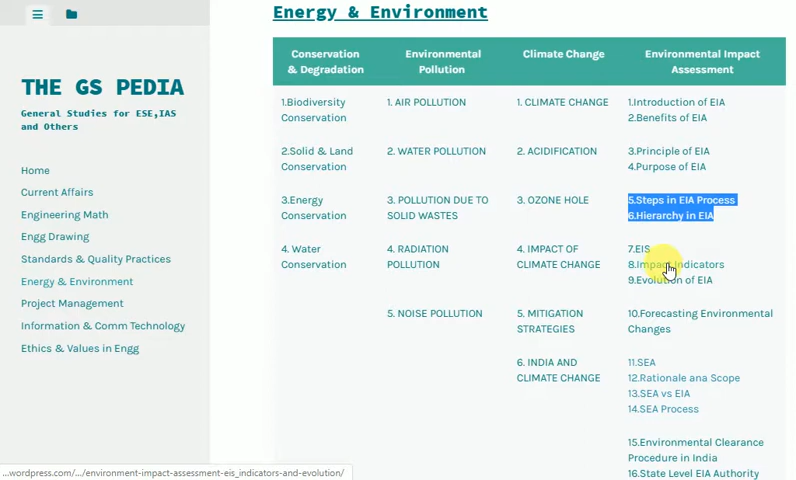 Energy & Environment
THE GS PEDIA
General Studies for ESE,IAS
and Others
Home
Current Affairs
Engineering Math
Engg Drawing
Standards & Quality Practices
Energy & Environment
Project Management
Information & Comm Technology
Ethics & Values in Engg
Conservation
& Degradation
Environmental
Pollution
Climate Change
Environmental Impact
Assessment
1.Biodiversity
Conservation
1. AIR POLLUTION
1. CLIMATE CHANGE
1.Introduction of EIA
2.Benefits of EIA
2.Solid & Land
Conservation
2. WATER POLLUTION
2. ACIDIFICATION
3.Principle of EIA
4.Purpose of EIA
3.Energy
Conservation
3. POLLUTION DUE TO
SOLID WASTES
3. OZONE HOLE
5.Steps in EIA Process
6.Hierarchy in EIA
4. Water
Conservation
4. RADIATION
POLLUTION
4. IMPACT OF
CLIMATE CHANGE
7.EIS
8.Impact Indicators
9.Evolution of EIA
5. NOISE POLLUTION
5. MITIGATION
STRATEGIES
10.Forecasting Environmental
Changes
6. INDIA AND
CLIMATE CHANGE
11.SEA
12.Rationale ana Scope
13.SEA vs EIA
14.SEA Process
15.Environmental Clearance
Procedure in India
16.State Level EIA Authority
...wordpress.com/.../environment-impact-assessment-eis_indicators-and-evolution/